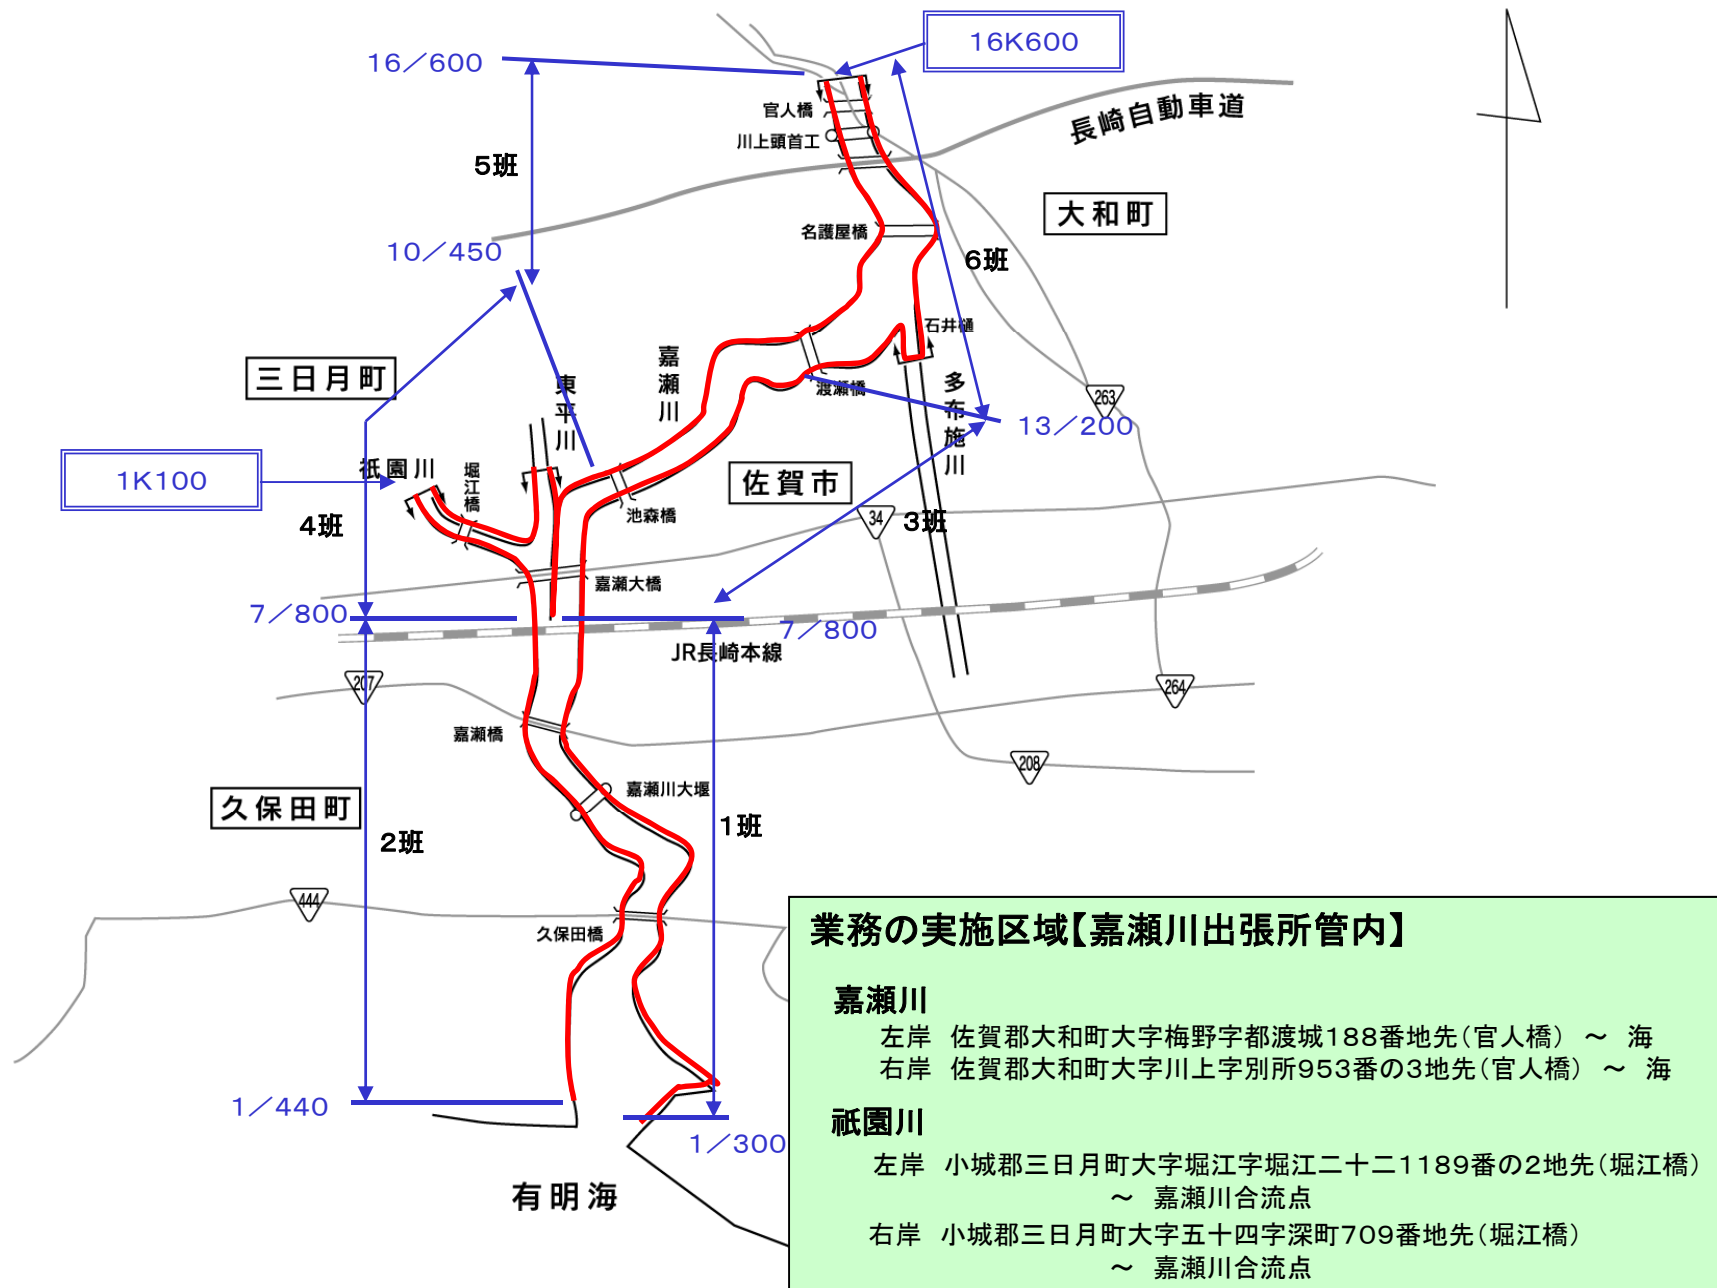 16K600
16／600
官人橋
長崎自動車道
川上頭首工
5班
大和町
名護屋橋
10／450
6班
石井樋
嘉瀬川
三日月町
東平川
渡瀬橋
多布施川
263
13／200
祇園川
堀江橋
1K100
佐賀市
池森橋
34
3班
4班
嘉瀬大橋
7／800
7／800
JR長崎本線
207
264
嘉瀬橋
208
嘉瀬川大堰
久保田町
1班
2班
444
久保田橋
業務の実施区域【嘉瀬川出張所管内】
嘉瀬川
左岸　佐賀郡大和町大字梅野字都渡城188番地先（官人橋）　～　海
右岸　佐賀郡大和町大字川上字別所953番の3地先（官人橋）　～　海
1／440
祇園川
1／300
左岸　小城郡三日月町大字堀江字堀江二十二1189番の2地先（堀江橋）
～　嘉瀬川合流点
有明海
右岸　小城郡三日月町大字五十四字深町709番地先（堀江橋）
～　嘉瀬川合流点